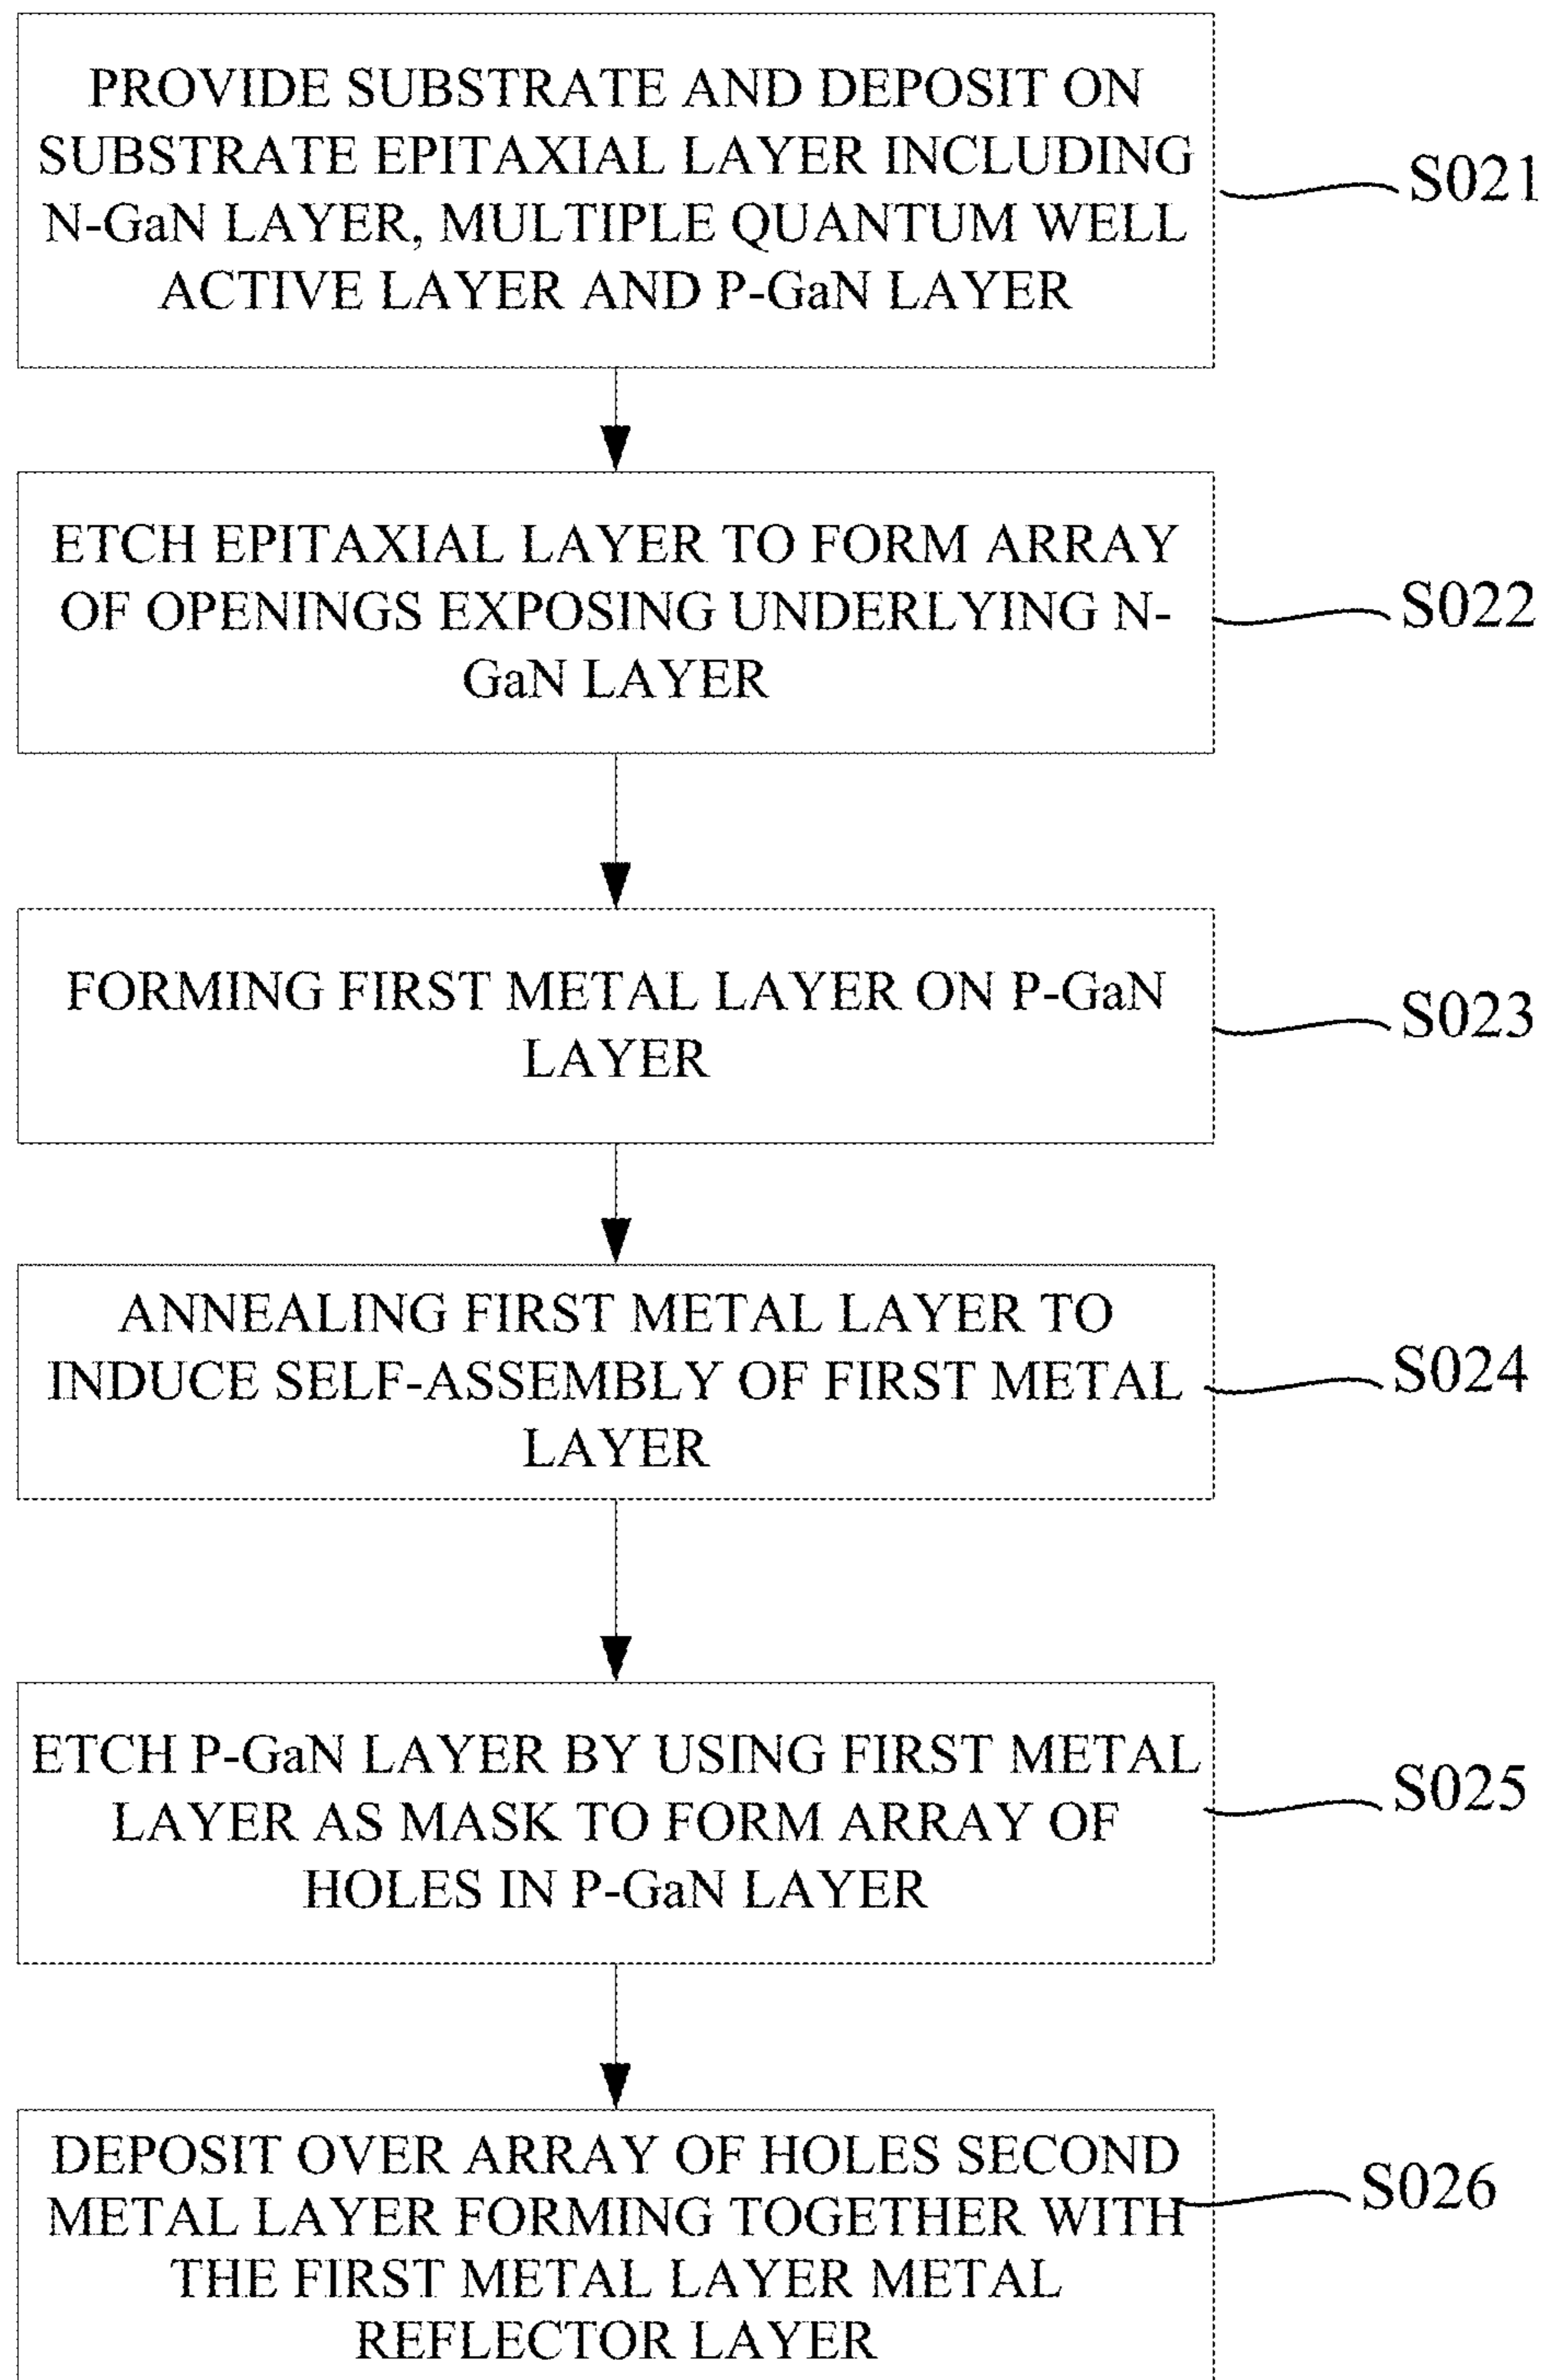 PROVIDE SUBSTRATE AND DEPOSIT ON
SUBSTRATE EPITAXIAL LAYER INCLUDING
N-GaN LAYER, MULTIPLE QUANTUM WELL
ACTIVE LAYER AND P-GaN LAYER
S021
ETCH EPITAXIAL LAYER TO FORM ARRAY
OF OPENINGS EXPOSING UNDERLYING N-
GaN LAYER
S022
FORMING FIRST METAL LAYER ON P-GaN
LAYER
S023
ANNEALING FIRST METAL LAYER TO
INDUCE SELF-ASSEMBLY OF FIRST METAL
LAYER
S024
ETCH P-GaN LAYER BY USING FIRST METAL
LAYER AS MASK TO FORM ARRAY OF
HOLES IN P-GaN LAYER
S025
DEPOSIT OVER ARRAY OF HOLES SECOND
METAL LAYER FORMING TOGETHER WITH
THE FIRST METAL LAYER METAL
REFLECTOR LAYER
S026